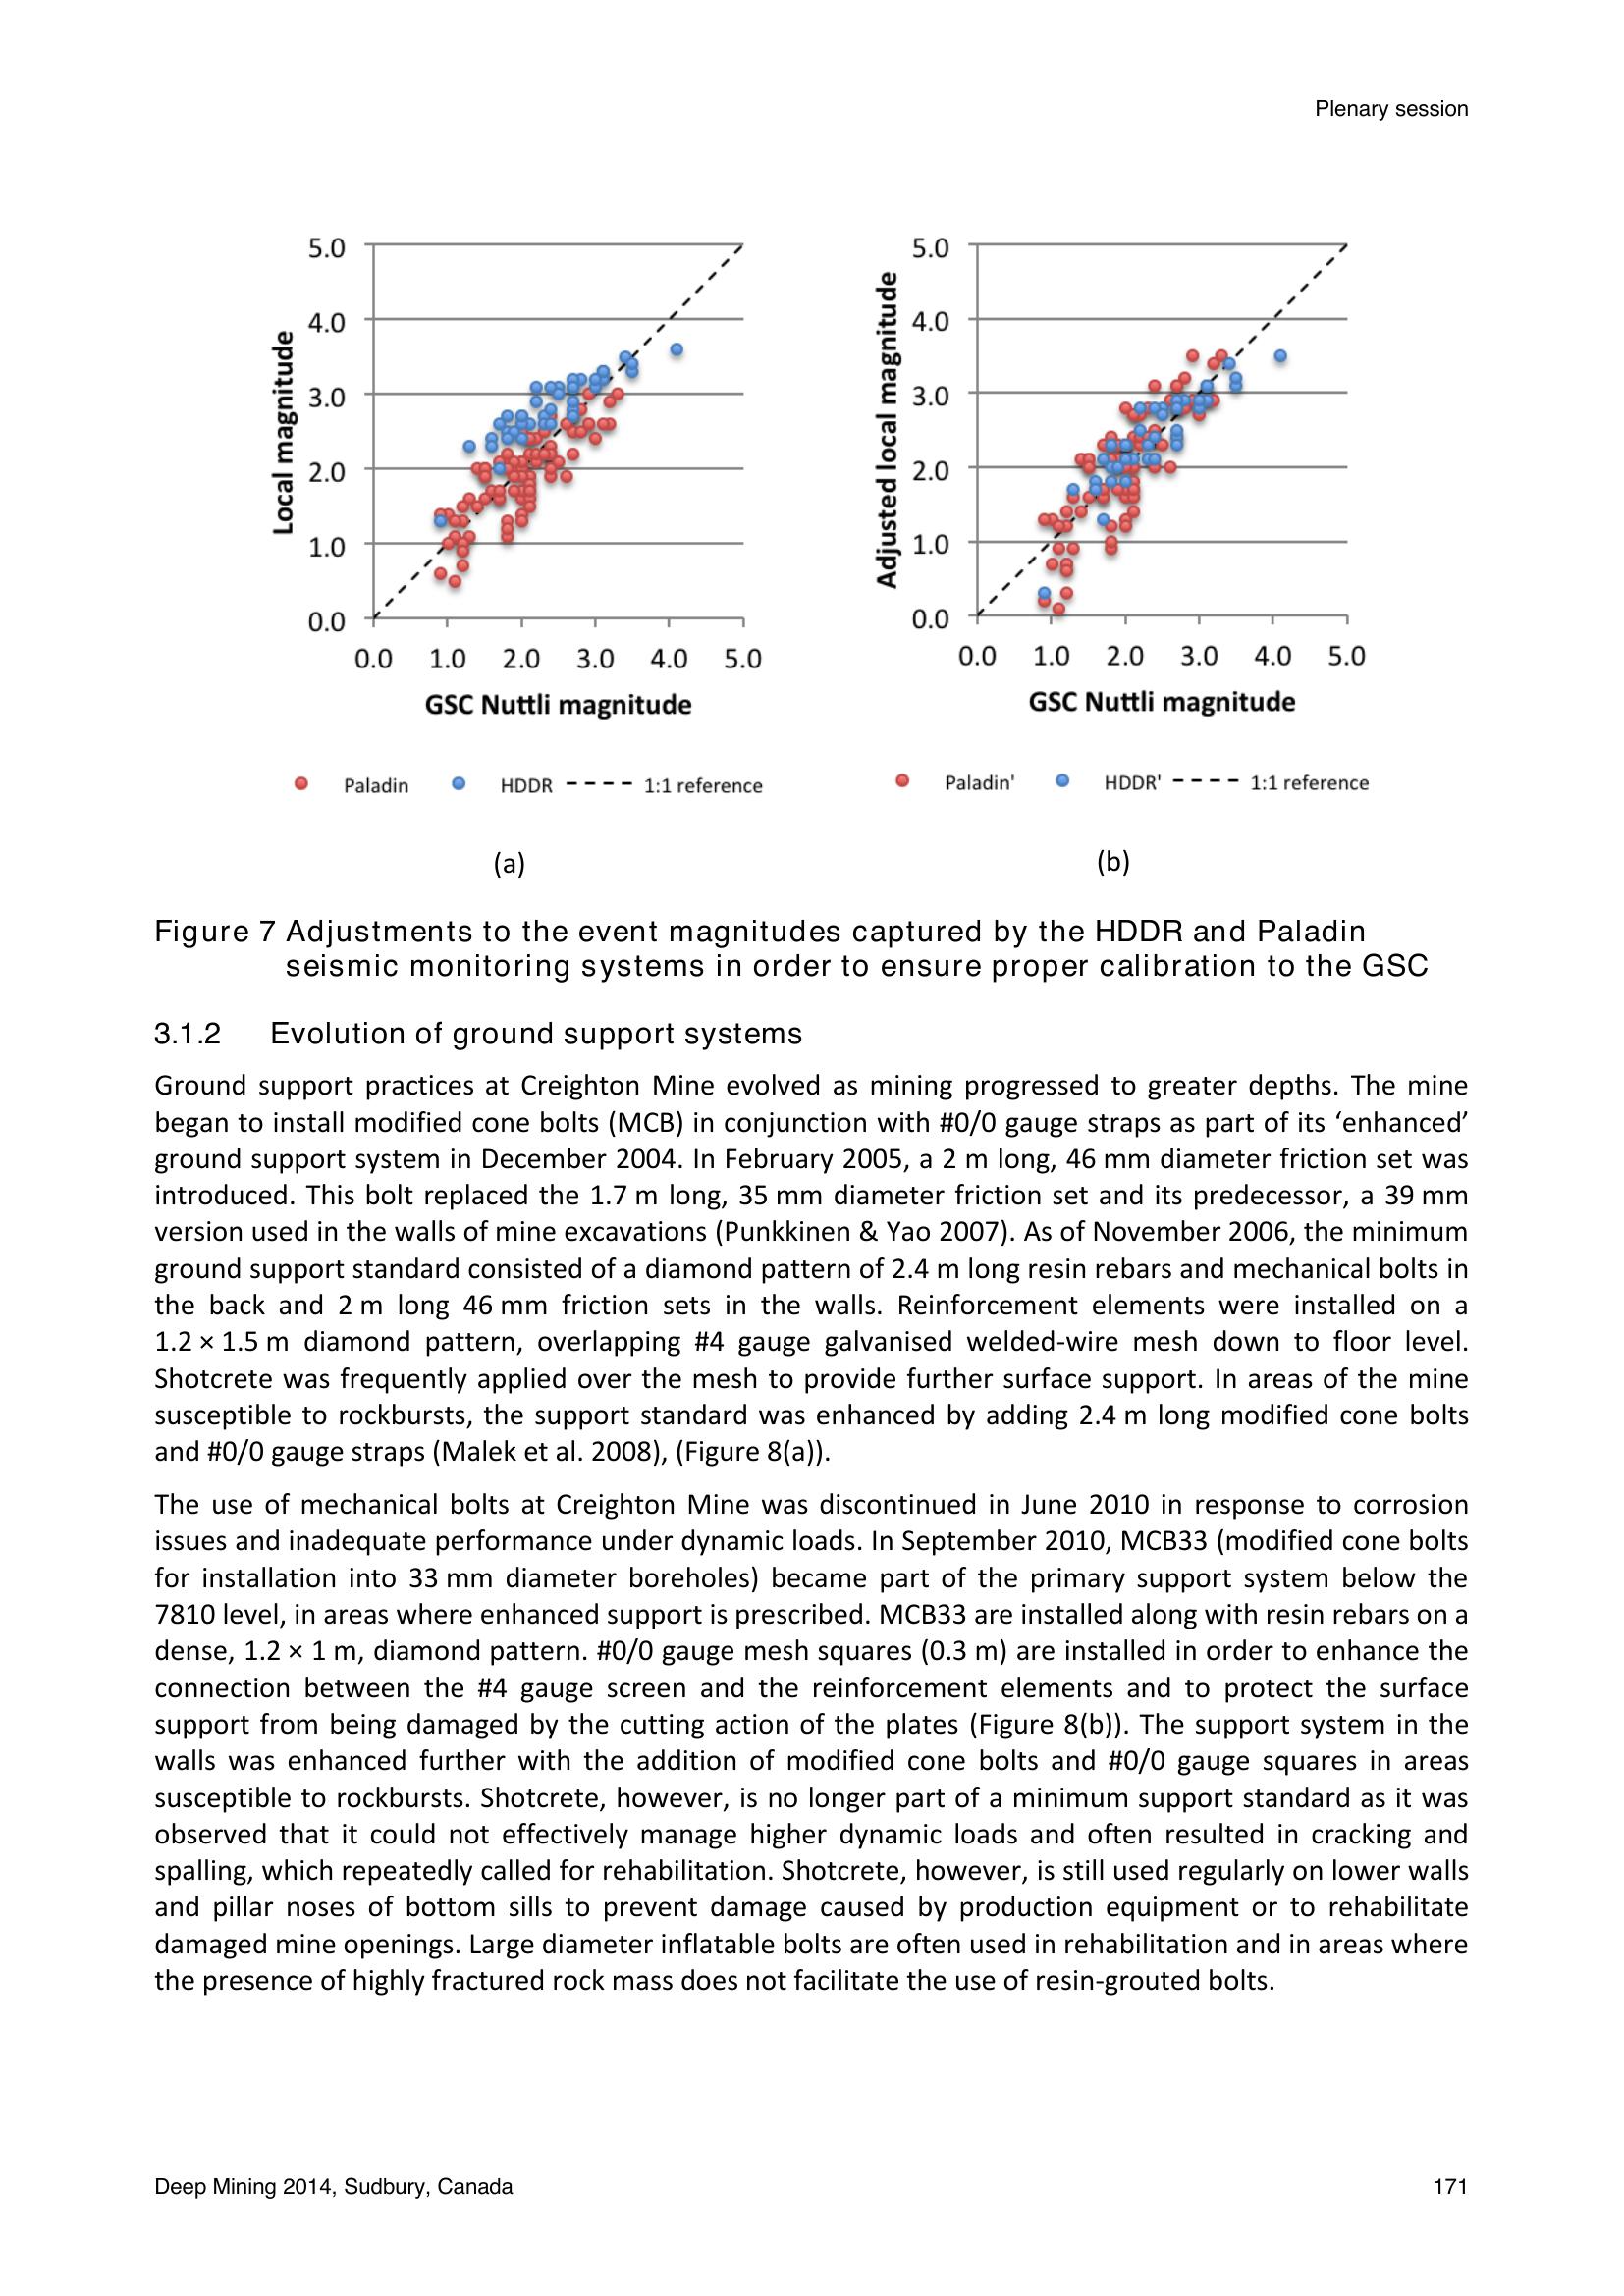 Plenary session
5.0
4.0
3.0
2.0
1.0
0.0
Local magnitude
0.0 1.0 2.0 3.0 4.0 5.0
GSC Nuttli magnitude
Paladin HDDR 1:1 reference
(a)
5.0
4.0
3.0
2.0
1.0
0.0
Adjusted local magnitude
0.0 1.0 2.0 3.0 4.0 5.0
GSC Nuttli magnitude
Paladin' HDDR' 1:1 reference
(b)
Figure 7 Adjustments to the event magnitudes captured by the HDDR and Paladin
seismic monitoring systems in order to ensure proper calibration to the GSC
3.1.2 Evolution of ground support systems
Ground support practices at Creighton Mine evolved as mining progressed to greater depths. The mine
began to install modified cone bolts (MCB) in conjunction with #0/0 gauge straps as part of its ‘enhanced’
ground support system in December 2004. In February 2005, a 2 m long, 46 mm diameter friction set was
introduced. This bolt replaced the 1.7 m long, 35 mm diameter friction set and its predecessor, a 39 mm
version used in the walls of mine excavations (Punkkinen & Yao 2007). As of November 2006, the minimum
ground support standard consisted of a diamond pattern of 2.4 m long resin rebars and mechanical bolts in
the back and 2 m long 46 mm friction sets in the walls. Reinforcement elements were installed on a
1.2 × 1.5 m diamond pattern, overlapping #4 gauge galvanised welded-wire mesh down to floor level.
Shotcrete was frequently applied over the mesh to provide further surface support. In areas of the mine
susceptible to rockbursts, the support standard was enhanced by adding 2.4 m long modified cone bolts
and #0/0 gauge straps (Malek et al. 2008), (Figure 8(a)).
The use of mechanical bolts at Creighton Mine was discontinued in June 2010 in response to corrosion
issues and inadequate performance under dynamic loads. In September 2010, MCB33 (modified cone bolts
for installation into 33 mm diameter boreholes) became part of the primary support system below the
7810 level, in areas where enhanced support is prescribed. MCB33 are installed along with resin rebars on a
dense, 1.2 × 1 m, diamond pattern. #0/0 gauge mesh squares (0.3 m) are installed in order to enhance the
connection between the #4 gauge screen and the reinforcement elements and to protect the surface
support from being damaged by the cutting action of the plates (Figure 8(b)). The support system in the
walls was enhanced further with the addition of modified cone bolts and #0/0 gauge squares in areas
susceptible to rockbursts. Shotcrete, however, is no longer part of a minimum support standard as it was
observed that it could not effectively manage higher dynamic loads and often resulted in cracking and
spalling, which repeatedly called for rehabilitation. Shotcrete, however, is still used regularly on lower walls
and pillar noses of bottom sills to prevent damage caused by production equipment or to rehabilitate
damaged mine openings. Large diameter inflatable bolts are often used in rehabilitation and in areas where
the presence of highly fractured rock mass does not facilitate the use of resin-grouted bolts.
Deep Mining 2014, Sudbury, Canada 171